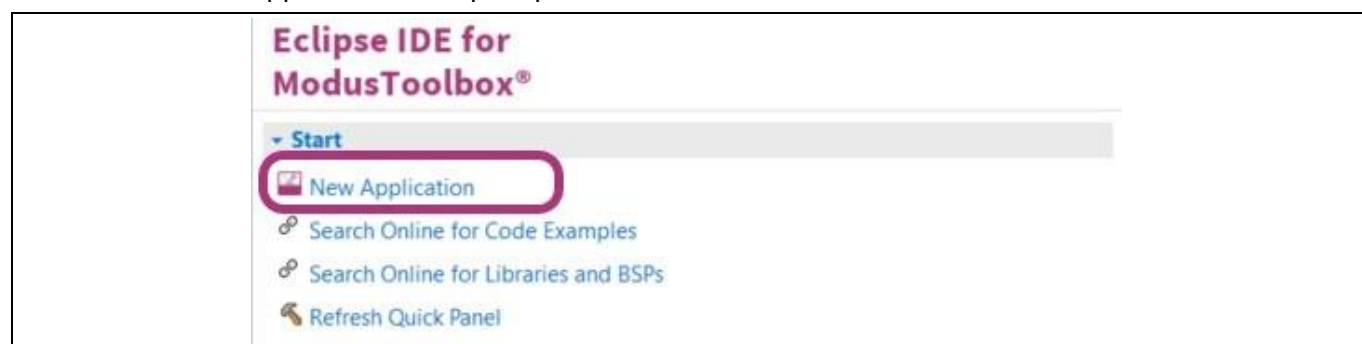 Eclipse IDE for
ModusToolbox®
Start
New Application
Search Online for Code Examples
Search Online for Libraries and BSPs
Refresh Quick Panel